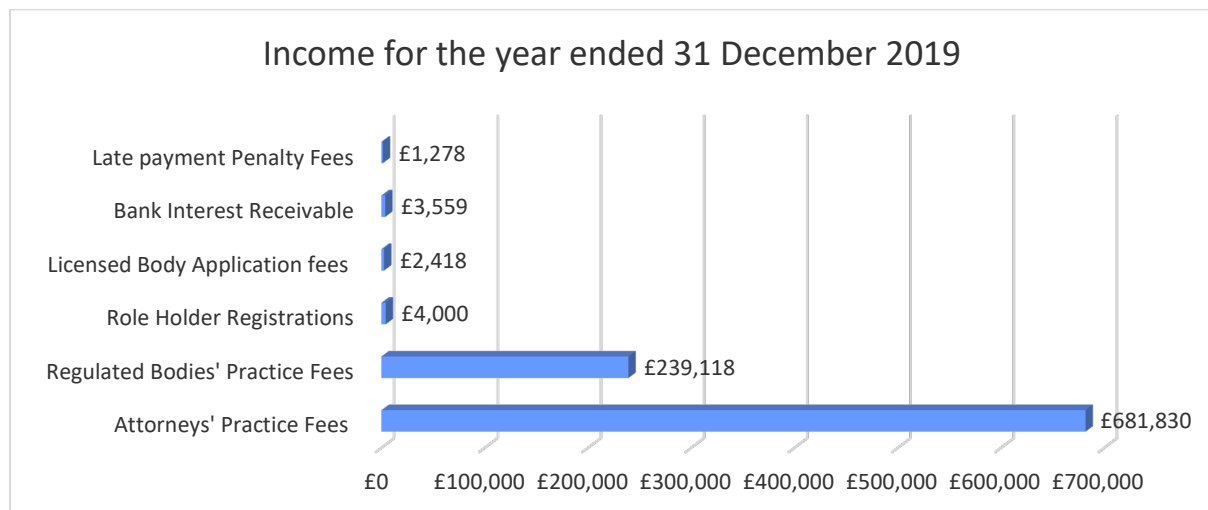 Income for the year ended 31 December 2019
Late payment Penalty Fees £1,278
Bank Interest Receivable £3,559
Licensed Body Application fees £2,418
Role Holder Registrations £4,000
Regulated Bodies' Practice Fees £239,118
Attorneys' Practice Fees £681,830
£0 £100,000 £200,000 £300,000 £400,000 £500,000 £600,000 £700,000